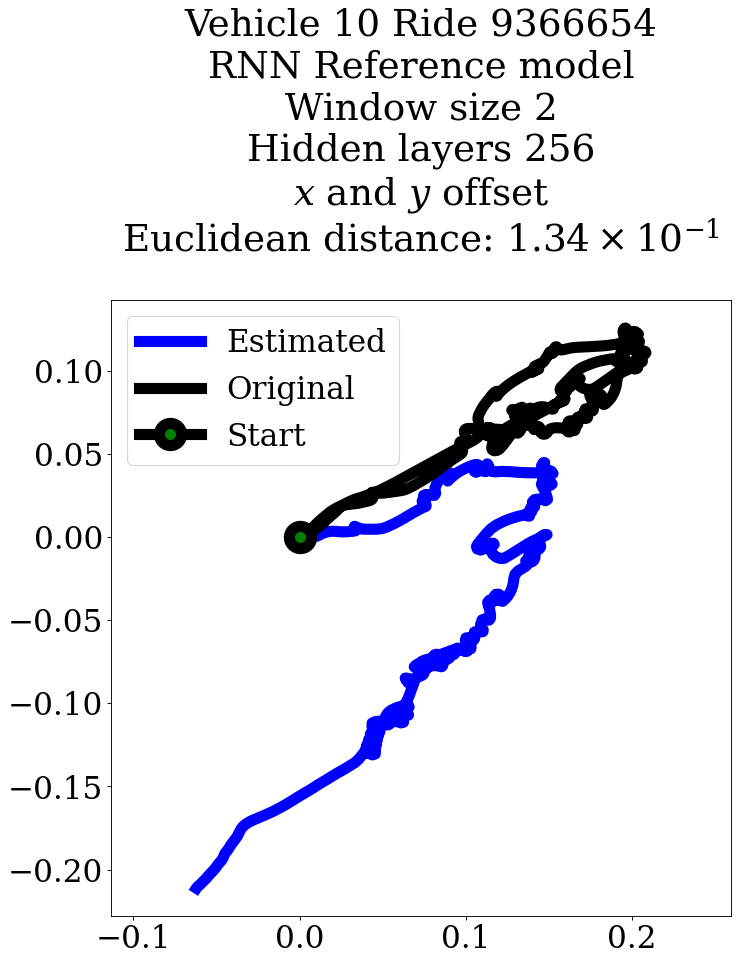 Vehicle 10 Ride 9366654
RNN Reference model
Window size 2
Hidden layers 256
x and y offset
Euclidean distance: 1.34 × 10⁻¹
Estimated
Original
Start
0.10
0.05
0.00
−0.05
−0.10
−0.15
−0.20
−0.1 0.0 0.1 0.2